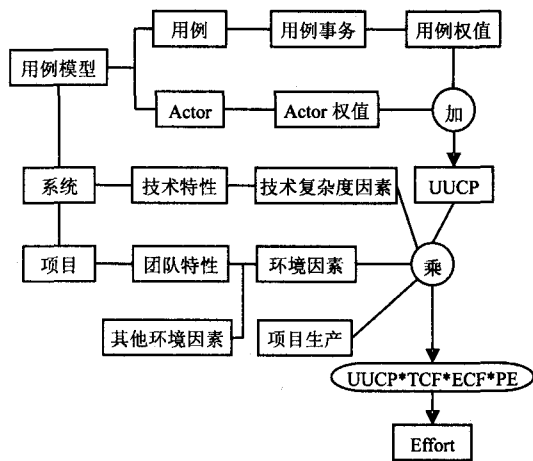 用例
用例事务
用例权值
用例模型
Actor
Actor 权值
加
系统
技术特性
技术复杂度因素
UUCP
项目
团队特性
环境因素
乘
其他环境因素
项目生产
UUCP*TCF*ECF*PE
Effort